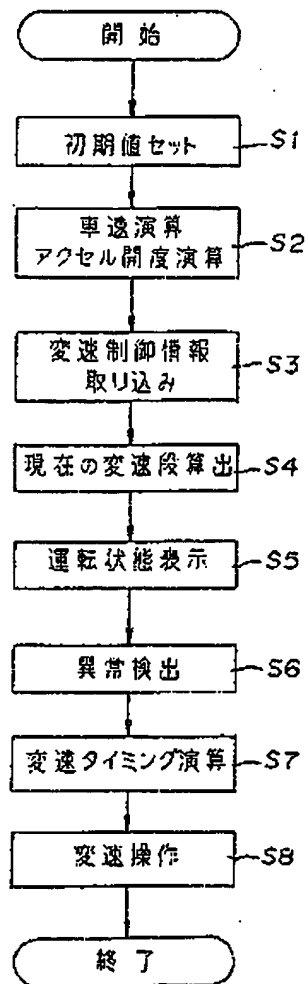 開始
初期値セット S1
車速演算
アクセル開度演算 S2
変速制御情報
取り込み S3
現在の変速段算出 S4
運転状態表示 S5
異常検出 S6
変速タイミング演算 S7
変速操作 S8
終了